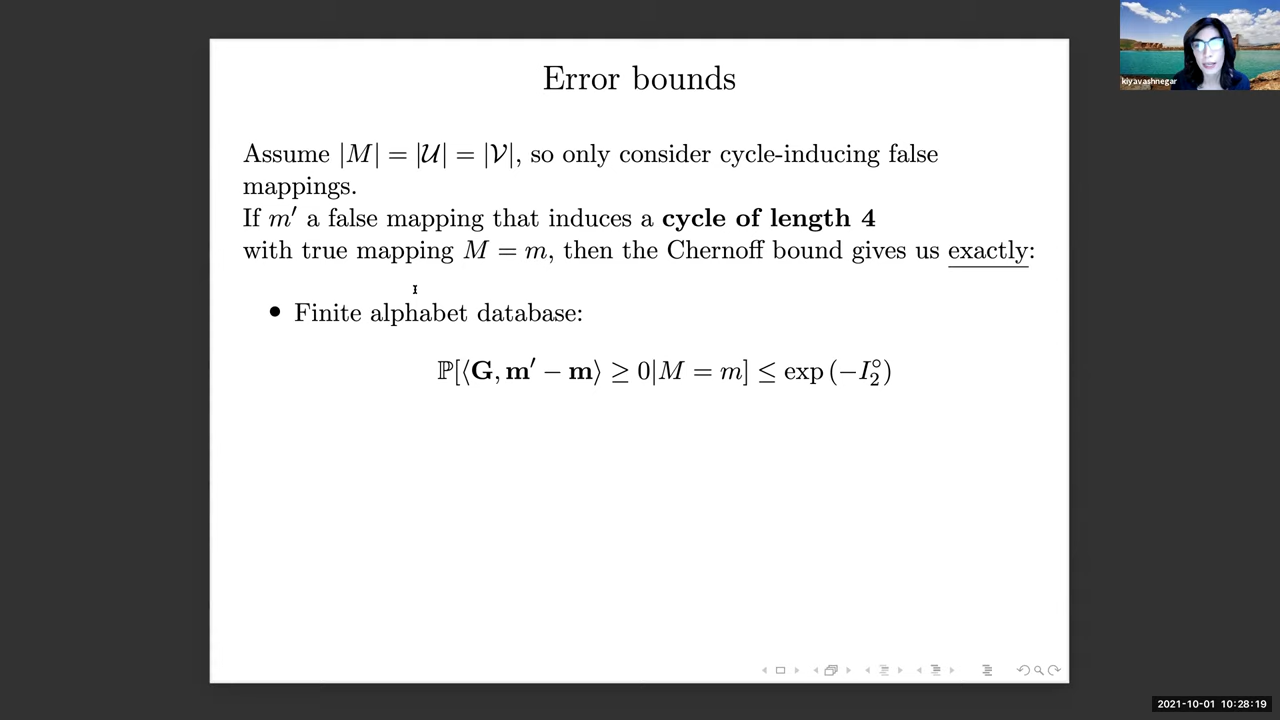 kiyavashnegar
Error bounds
Assume |M| = |𝒰| = |𝒱|, so only consider cycle-inducing false
mappings.
If m′ a false mapping that induces a cycle of length 4
with true mapping M = m, then the Chernoff bound gives us exactly:
• Finite alphabet database:
ℙ[⟨G, m′ − m⟩ ≥ 0|M = m] ≤ exp (−I₂°)
2021-10-01 10:28:19